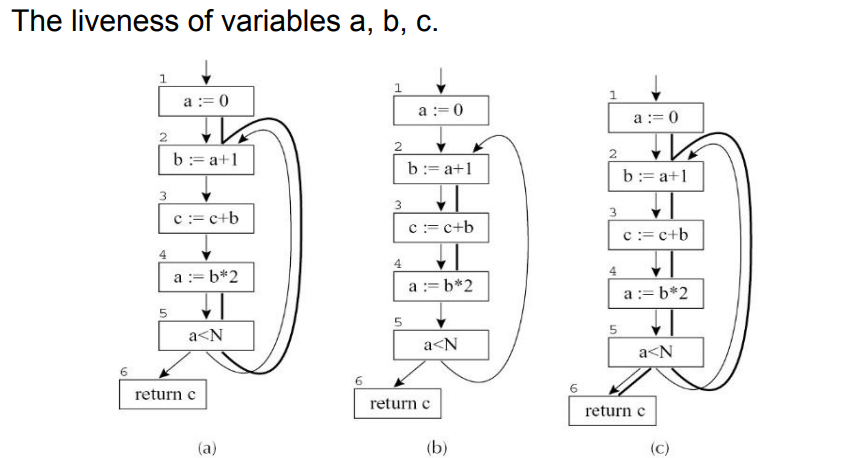 The liveness of variables a, b, c.
1
a := 0
2
b := a+1
3
c := c+b
4
a := b*2
5
a<N
6
return c
(a)
1
a := 0
2
b := a+1
3
c := c+b
4
a := b*2
5
a<N
6
return c
(b)
1
a := 0
2
b := a+1
3
c := c+b
4
a := b*2
5
a<N
6
return c
(c)